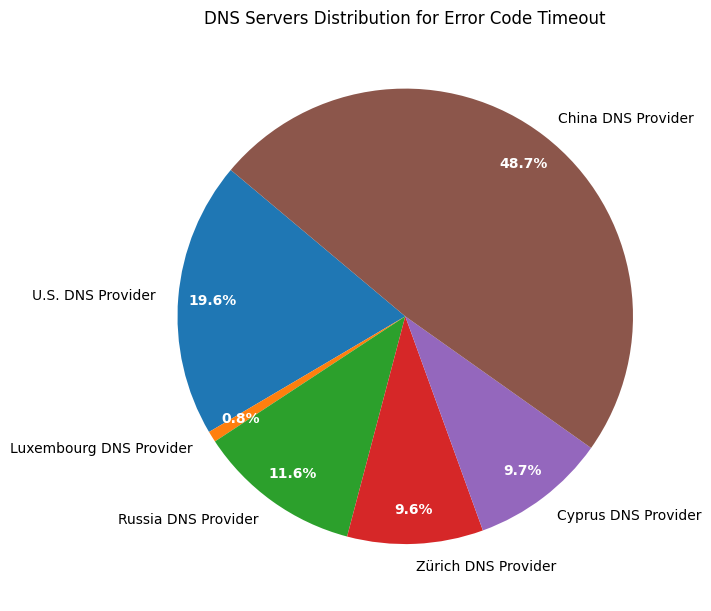 DNS Servers Distribution for Error Code Timeout
China DNS Provider
48.7%
U.S. DNS Provider
19.6%
Luxembourg DNS Provider
0.8%
Russia DNS Provider
11.6%
Zürich DNS Provider
9.6%
Cyprus DNS Provider
9.7%